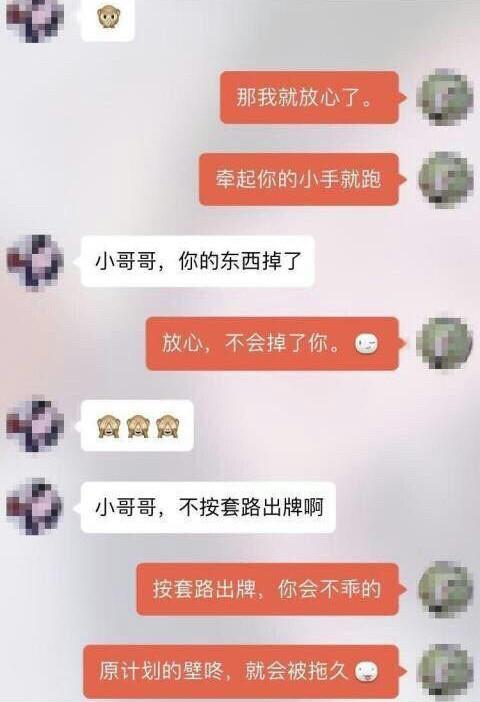 那我就放心了。
牵起你的小手就跑
小哥哥，你的东西掉了
放心，不会掉了你。
小哥哥，不按套路出牌啊
按套路出牌，你会不乖的
原计划的壁咚，就会被拖久